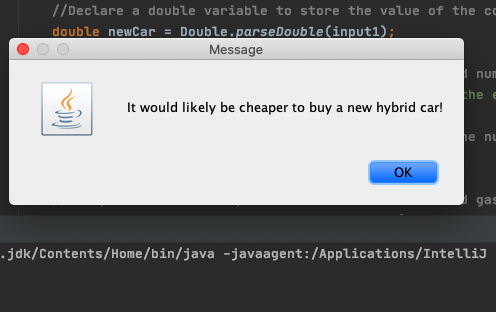 //Declare a double variable to store the value of the co
double newCar = Double.parseDouble(input1);
Message
d num
It would likely be cheaper to buy a new hybrid car!
the e
he nu
OK
d gas
.jdk/Contents/Home/bin/java -javaagent:/Applications/IntelliJ